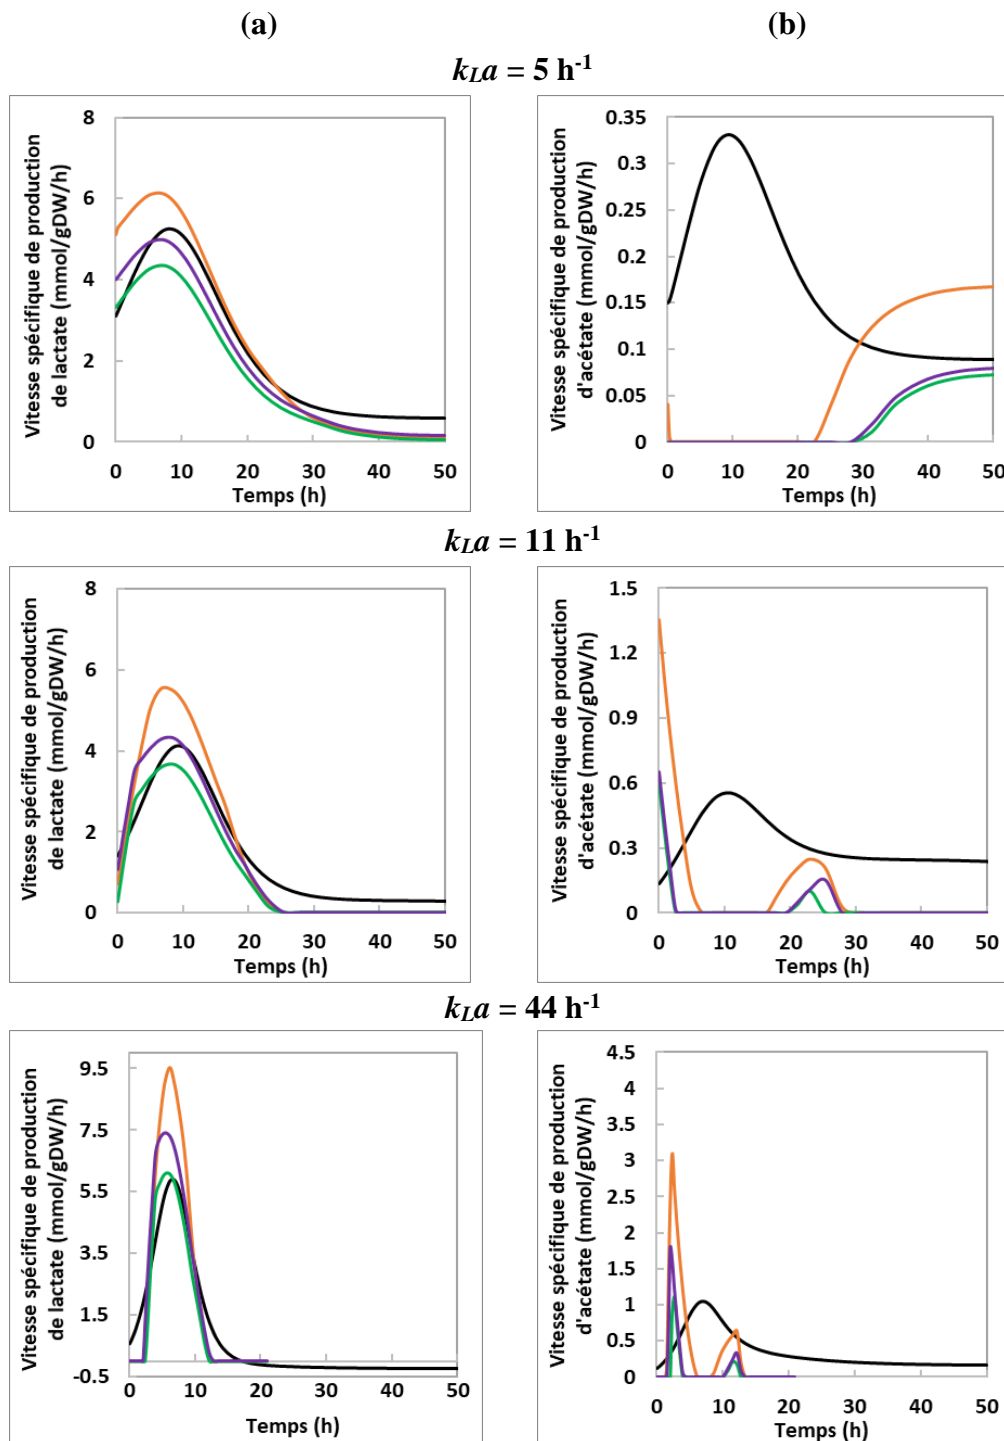 (a) (b)
k_L a = 5 h⁻¹
Vitesse spécifique de production
de lactate (mmol/gDW/h)
8
6
4
2
0
0 10 20 30 40 50
Temps (h)
Vitesse spécifique de production
d'acétate (mmol/gDW/h)
0.35
0.3
0.25
0.2
0.15
0.1
0.05
0
0 10 20 30 40 50
Temps (h)
k_L a = 11 h⁻¹
Vitesse spécifique de production
de lactate (mmol/gDW/h)
8
6
4
2
0
0 10 20 30 40 50
Temps (h)
Vitesse spécifique de production
d'acétate (mmol/gDW/h)
1.5
1.2
0.9
0.6
0.3
0
0 10 20 30 40 50
Temps (h)
k_L a = 44 h⁻¹
Vitesse spécifique de production
de lactate (mmol/gDW/h)
9.5
7.5
5.5
3.5
1.5
-0.5
0 10 20 30 40 50
Temps (h)
Vitesse spécifique de production
d'acétate (mmol/gDW/h)
4.5
4
3.5
3
2.5
2
1.5
1
0.5
0
0 10 20 30 40 50
Temps (h)